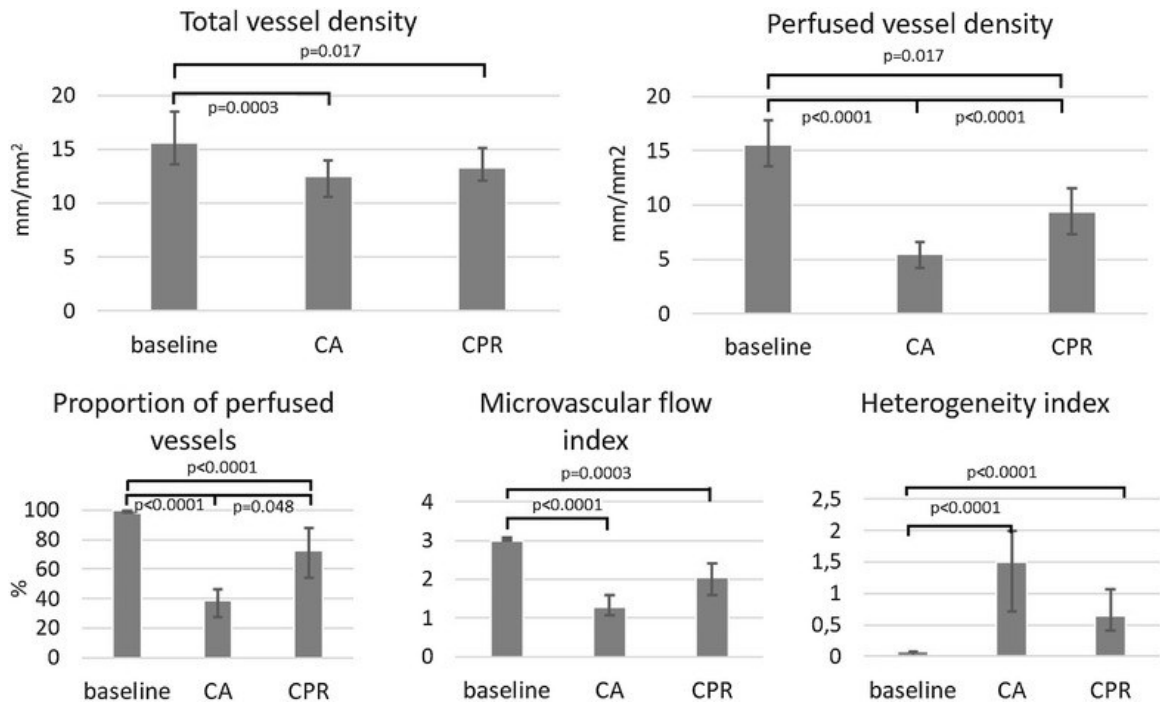 Total vessel density
p=0.017
p=0.0003
20
15
10
5
0
mm/mm²
baseline CA CPR
Perfused vessel density
p=0.017
p<0.0001 p<0.0001
20
15
10
5
0
mm/mm2
baseline CA CPR
Proportion of perfused
vessels
p<0.0001
p<0.0001 p=0.048
100
80
60
40
20
0
%
baseline CA CPR
Microvascular flow
index
p=0.0003
p<0.0001
4
3
2
1
0
baseline CA CPR
Heterogeneity index
p<0.0001
p<0.0001
2,5
2
1,5
1
0,5
0
baseline CA CPR